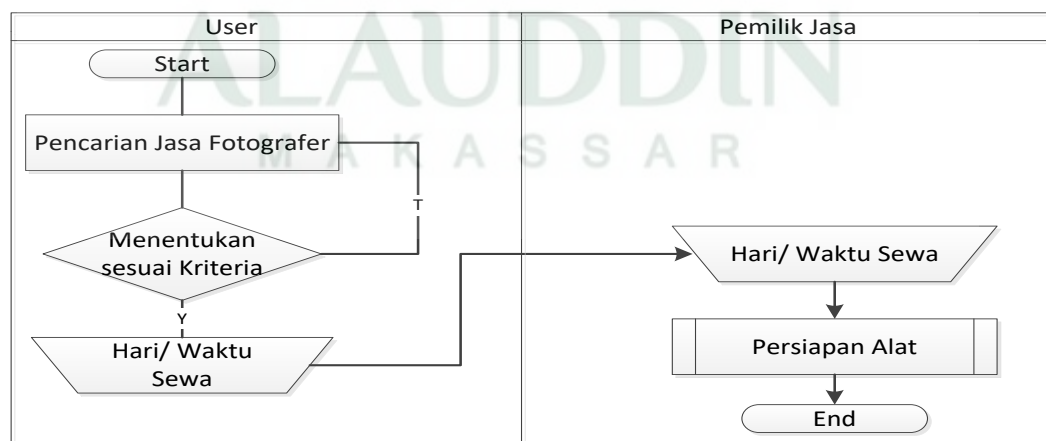 User
Pemilik Jasa
ALAUDDIN
MAKASSAR
Start
Pencarian Jasa Fotografer
T
Menentukan
sesuai Kriteria
Y
Hari/ Waktu
Sewa
Hari/ Waktu Sewa
Persiapan Alat
End